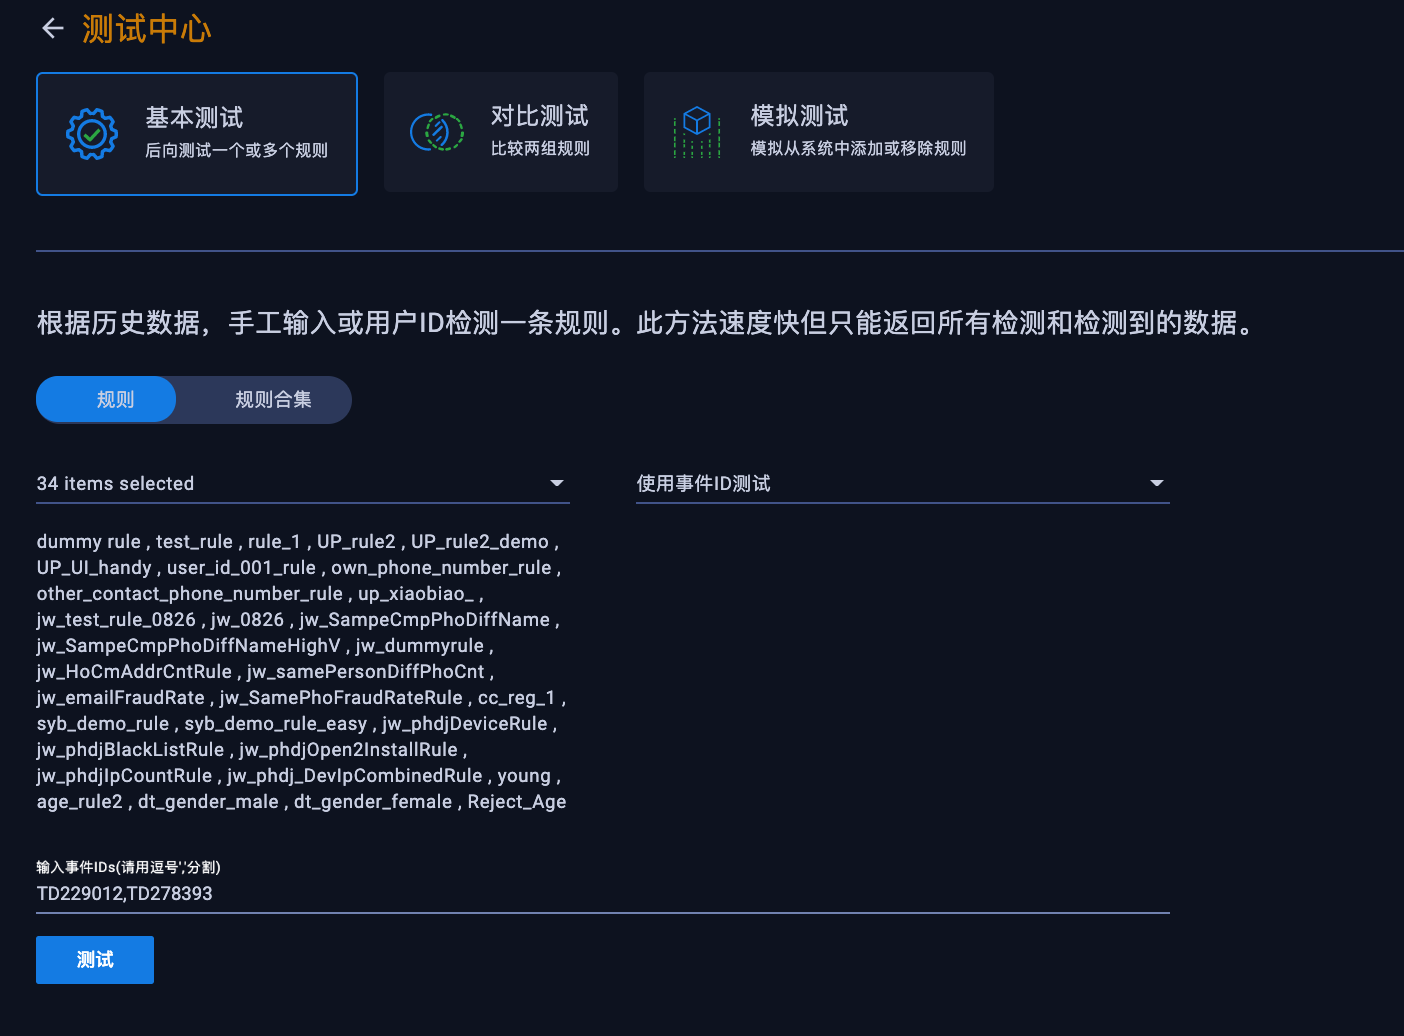 测试中心
基本测试
后向测试一个或多个规则
对比测试
比较两组规则
模拟测试
模拟从系统中添加或移除规则
根据历史数据，手工输入或用户ID检测一条规则。此方法速度快但只能返回所有检测和检测到的数据。
规则
规则合集
34 items selected
使用事件ID测试
dummy rule , test_rule , rule_1 , UP_rule2 , UP_rule2_demo ,
UP_UI_handy , user_id_001_rule , own_phone_number_rule ,
other_contact_phone_number_rule , up_xiaobiao_ ,
jw_test_rule_0826 , jw_0826 , jw_SampeCmpPhoDiffName ,
jw_SampeCmpPhoDiffNameHighV , jw_dummyrule ,
jw_HoCmAddrCntRule , jw_samePersonDiffPhoCnt ,
jw_emailFraudRate , jw_SamePhoFraudRateRule , cc_reg_1 ,
syb_demo_rule , syb_demo_rule_easy , jw_phdjDeviceRule ,
jw_phdjBlackListRule , jw_phdjOpen2InstallRule ,
jw_phdjIpCountRule , jw_phdj_DevIpCombinedRule , young ,
age_rule2 , dt_gender_male , dt_gender_female , Reject_Age
输入事件IDs(请用逗号','分割)
TD229012,TD278393
测试